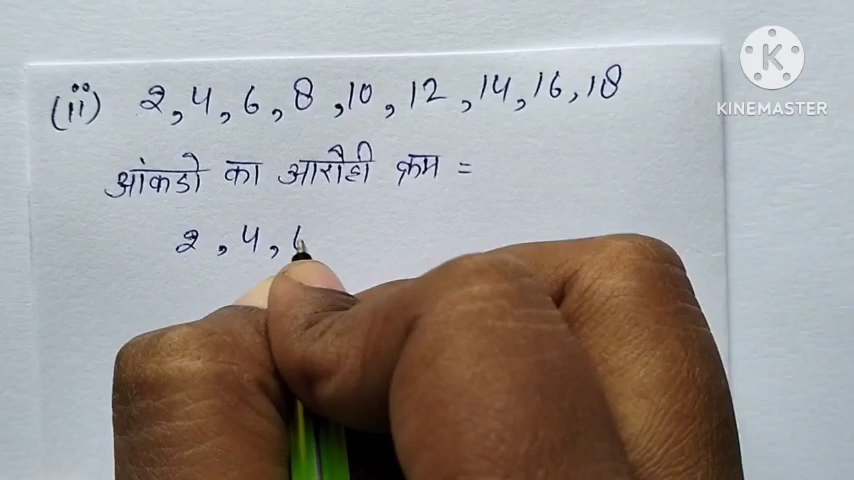 (ii) 2, 4, 6, 8, 10, 12, 14, 16, 18
आंकडो का आरोही क्रम =
2, 4, 6
K
KINEMASTER